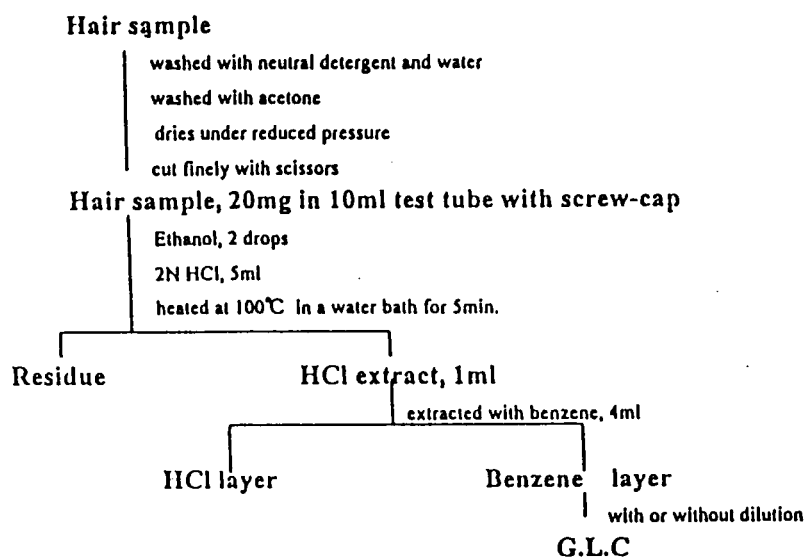 Hair sample
washed with neutral detergent and water
washed with acetone
dries under reduced pressure
cut finely with scissors
Hair sample, 20mg in 10ml test tube with screw-cap
Ethanol, 2 drops
2N HCl, 5ml
heated at 100℃ in a water bath for 5min.
Residue
HCl extract, 1ml
extracted with benzene, 4ml
HCl layer
Benzene layer
with or without dilution
G.L.C